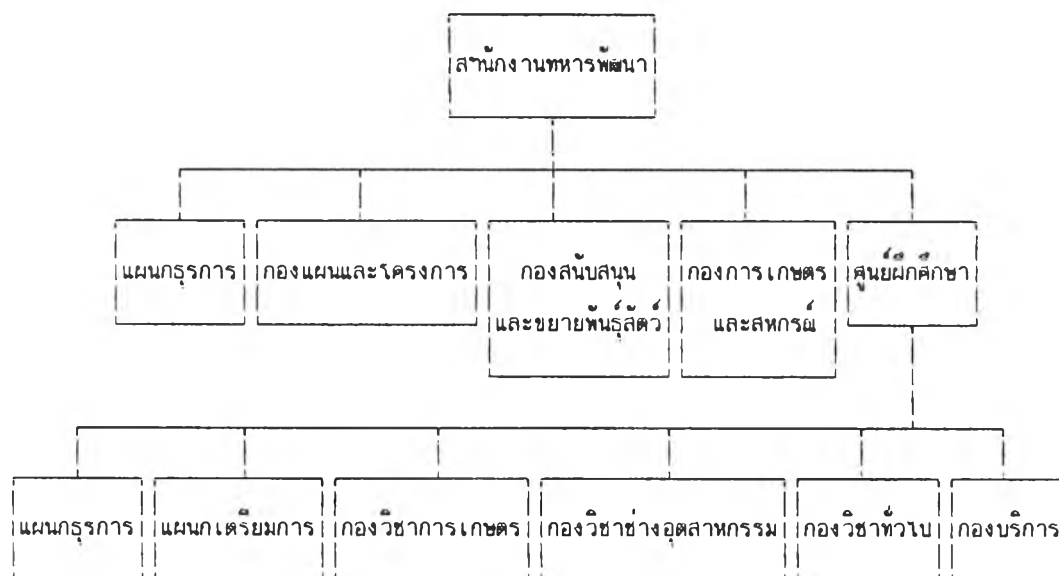 สำนักงานทหารพัฒนา
แผนกธุรการ
กองแผนและโครงการ
กองสนับสนุน
และขยายพันธุ์สัตว์
กองการเกษตร
และสหกรณ์
ศูนย์ฝึกศึกษา
แผนกธุรการ
แผนกเตรียมการ
กองวิชาการเกษตร
กองวิชาช่างอุตสาหกรรม
กองวิชาทั่วไป
กองบริการ